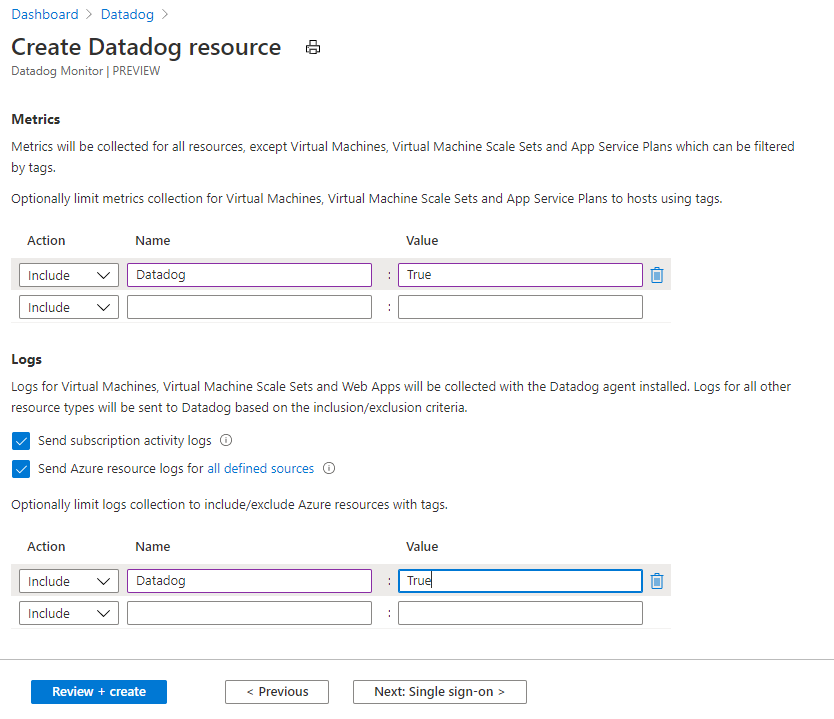 Dashboard > Datadog >
Create Datadog resource
Datadog Monitor | PREVIEW
Metrics
Metrics will be collected for all resources, except Virtual Machines, Virtual Machine Scale Sets and App Service Plans which can be filtered
by tags.
Optionally limit metrics collection for Virtual Machines, Virtual Machine Scale Sets and App Service Plans to hosts using tags.
Action Name Value
Include Datadog : True
Include :
Logs
Logs for Virtual Machines, Virtual Machine Scale Sets and Web Apps will be collected with the Datadog agent installed. Logs for all other
resource types will be sent to Datadog based on the inclusion/exclusion criteria.
Send subscription activity logs
Send Azure resource logs for all defined sources
Optionally limit logs collection to include/exclude Azure resources with tags.
Action Name Value
Include Datadog : True
Include :
Review + create < Previous Next: Single sign-on >